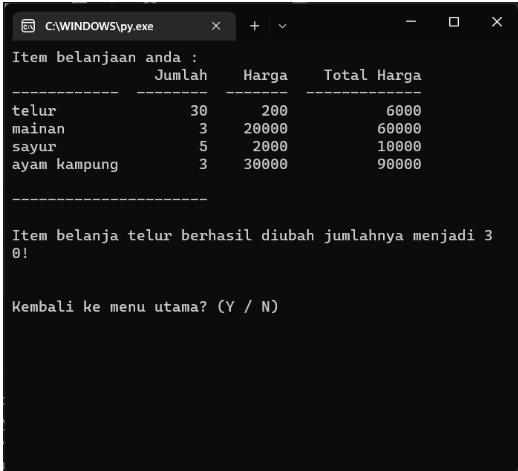 C:\WINDOWS\py.exe
Item belanjaan anda :
Jumlah Harga Total Harga
------------ -------- ------- -------------
telur 30 200 6000
mainan 3 20000 60000
sayur 5 2000 10000
ayam kampung 3 30000 90000
----------------------
Item belanja telur berhasil diubah jumlahnya menjadi 3
0!
Kembali ke menu utama? (Y / N)